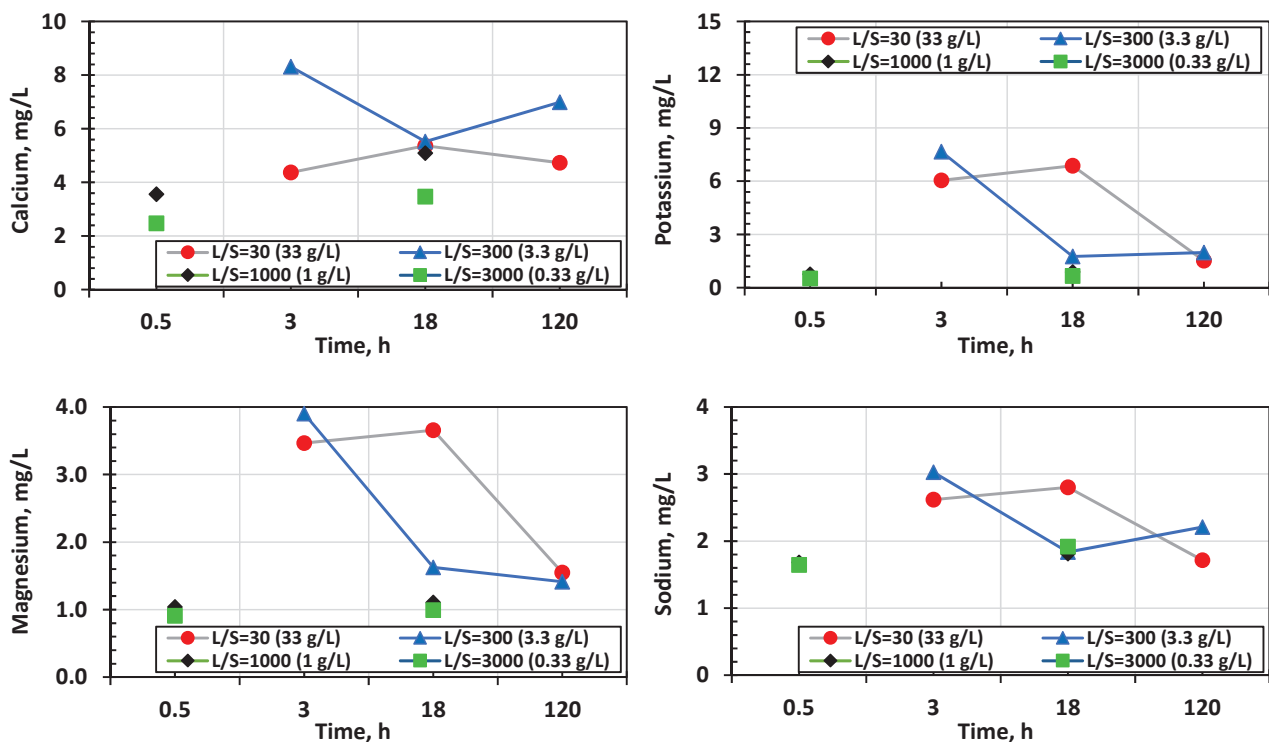 Calcium, mg/L
10
8
6
4
2
0
L/S=30 (33 g/L) L/S=300 (3.3 g/L)
L/S=1000 (1 g/L) L/S=3000 (0.33 g/L)
0.5 3 18 120
Time, h
Potassium, mg/L
15
12
9
6
3
0
L/S=30 (33 g/L) L/S=300 (3.3 g/L)
L/S=1000 (1 g/L) L/S=3000 (0.33 g/L)
0.5 3 18 120
Time, h
Magnesium, mg/L
4.0
3.0
2.0
1.0
0.0
L/S=30 (33 g/L) L/S=300 (3.3 g/L)
L/S=1000 (1 g/L) L/S=3000 (0.33 g/L)
0.5 3 18 120
Time, h
Sodium, mg/L
4
3
2
1
0
L/S=30 (33 g/L) L/S=300 (3.3 g/L)
L/S=1000 (1 g/L) L/S=3000 (0.33 g/L)
0.5 3 18 120
Time, h